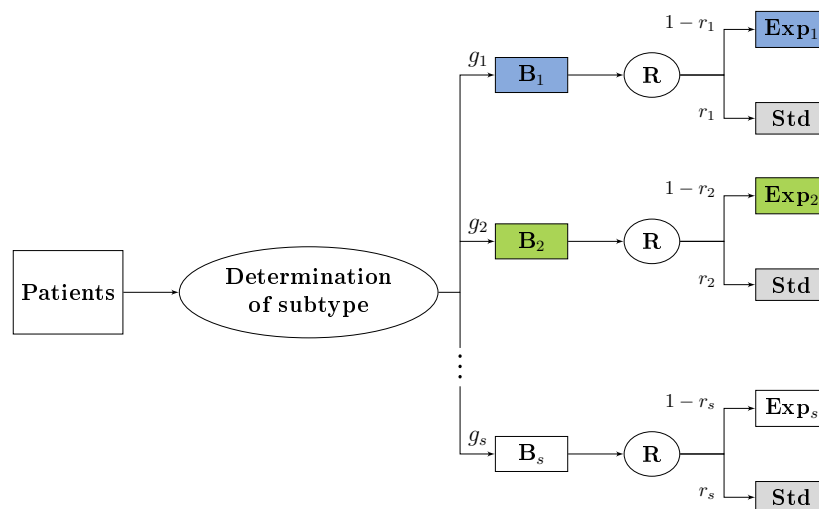 Patients
Determination
of subtype
g₁
B₁
R
1 − r₁
Exp₁
r₁
Std
g₂
B₂
R
1 − r₂
Exp₂
r₂
Std
⋮
gₛ
Bₛ
R
1 − rₛ
Expₛ
rₛ
Std